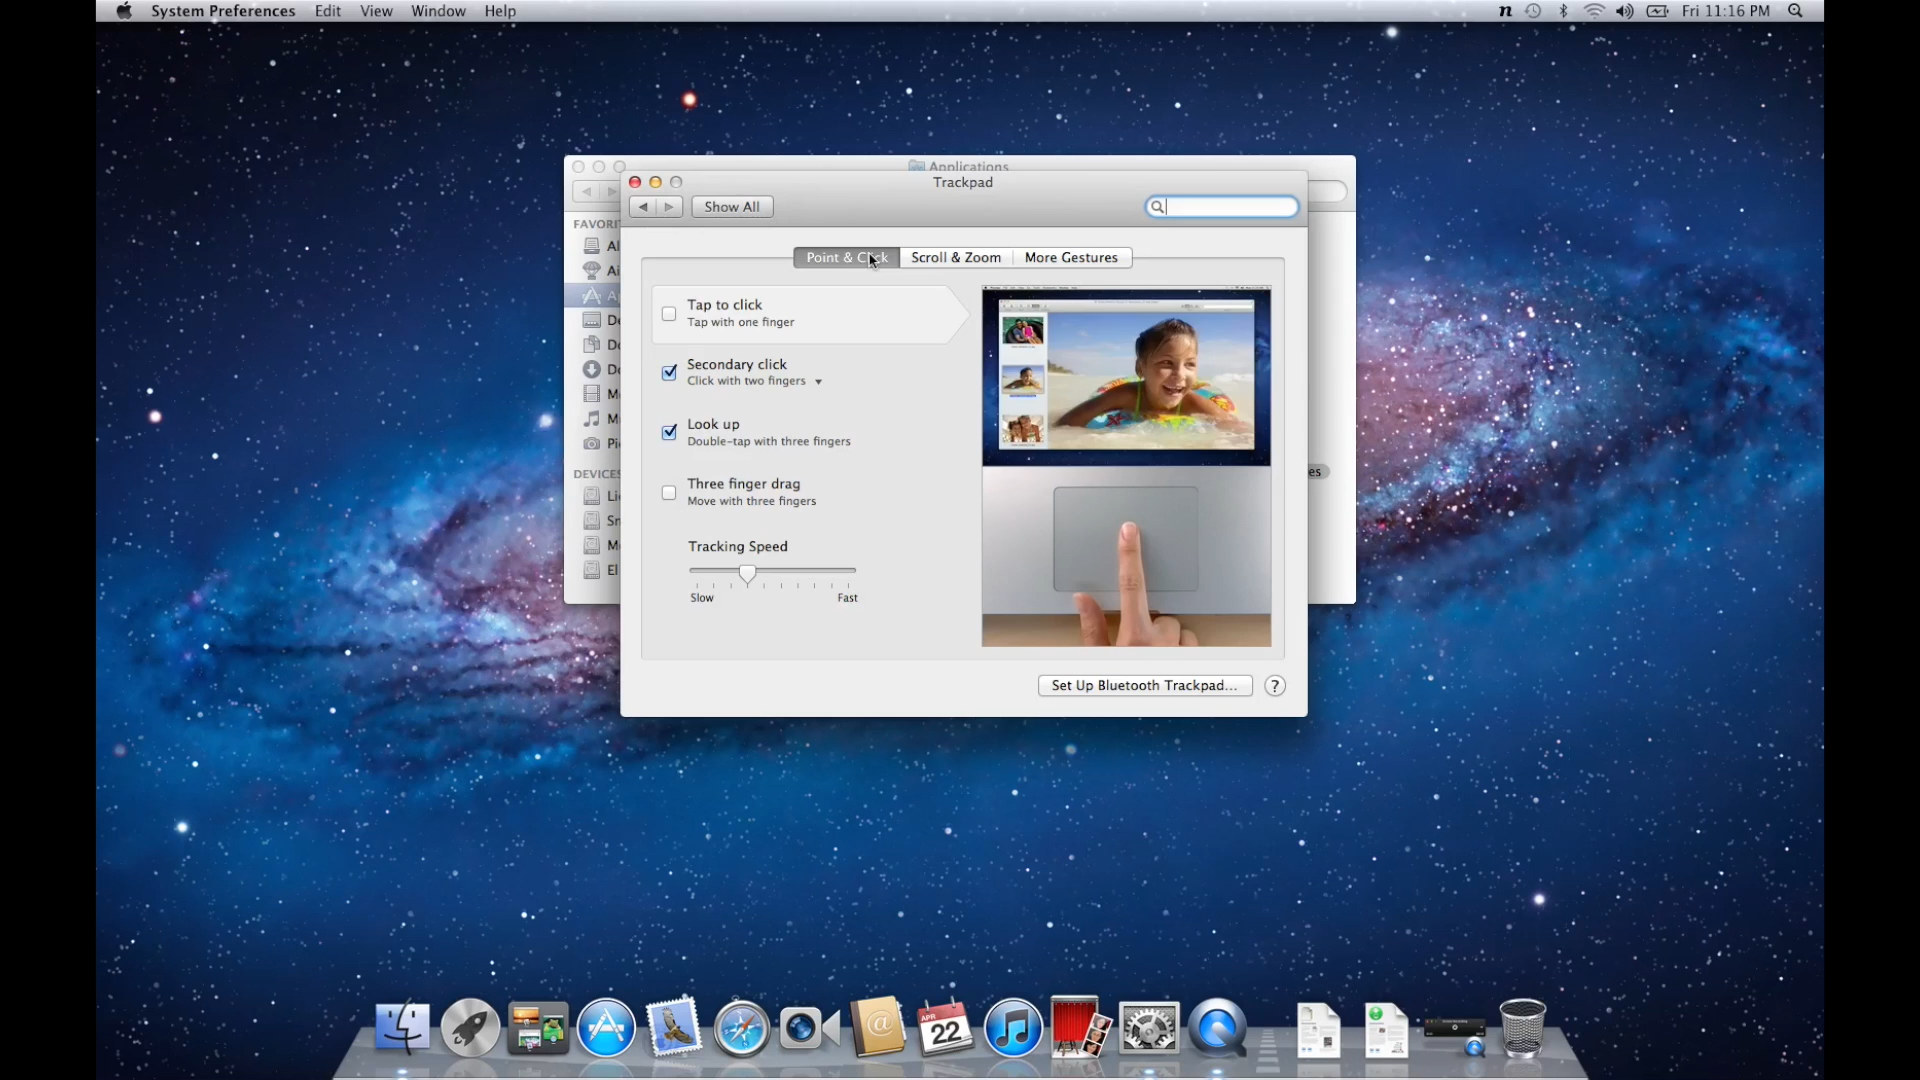 System Preferences Edit View Window Help
Fri 11:16 PM
Applications
Trackpad
Show All
FAVORI
DEVICES
El
es
Point & Click Scroll & Zoom More Gestures
Tap to click
Tap with one finger
Secondary click
Click with two fingers
Look up
Double-tap with three fingers
Three finger drag
Move with three fingers
Tracking Speed
Slow Fast
Set Up Bluetooth Trackpad... ?
APR
22